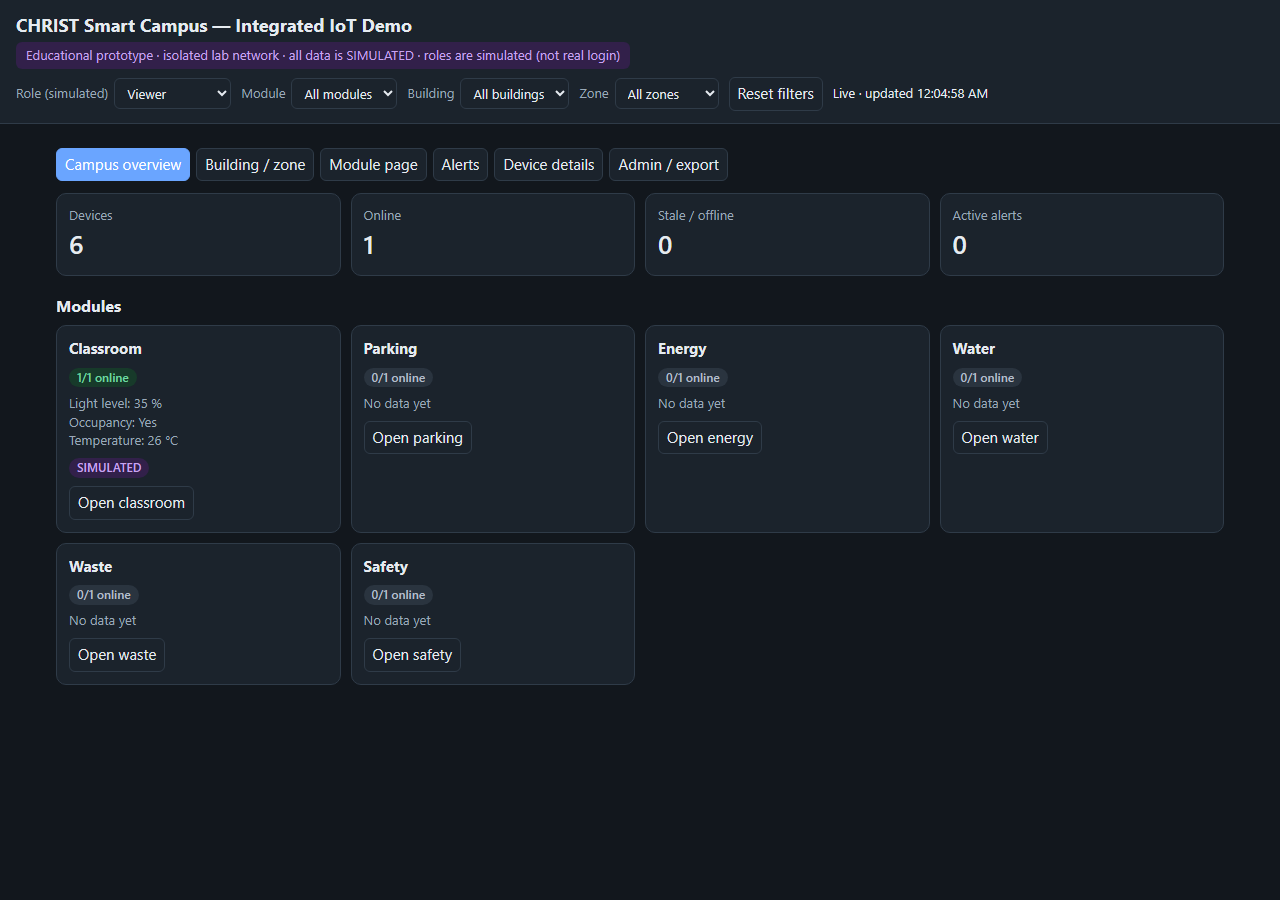 CHRIST Smart Campus — Integrated IoT Demo
Educational prototype · isolated lab network · all data is SIMULATED · roles are simulated (not real login)
Role (simulated) Viewer Module All modules Building All buildings Zone All zones Reset filters Live · updated 12:04:58 AM
Campus overview Building / zone Module page Alerts Device details Admin / export
Devices Online Stale / offline Active alerts
6 1 0 0
Modules
Classroom
1/1 online
Light level: 35 %
Occupancy: Yes
Temperature: 26 °C
SIMULATED
Open classroom
Parking
0/1 online
No data yet
Open parking
Energy
0/1 online
No data yet
Open energy
Water
0/1 online
No data yet
Open water
Waste
0/1 online
No data yet
Open waste
Safety
0/1 online
No data yet
Open safety